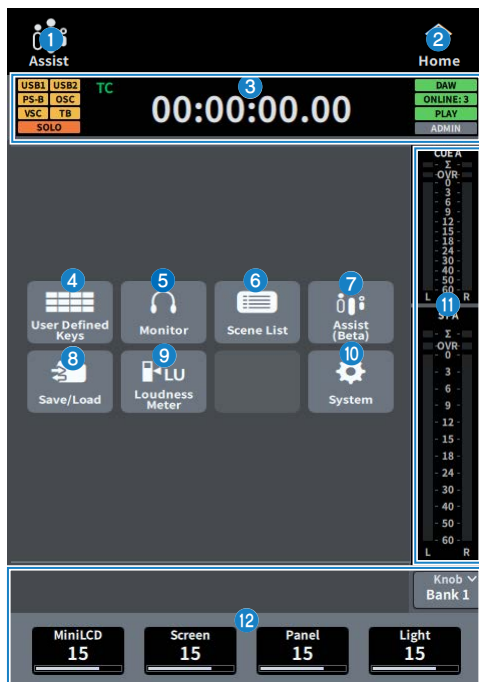 1
Assist
2
Home
USB1 USB2
PS-B OSC
VSC TB
SOLO
TC
3
00:00:00.00
DAW
ONLINE: 3
PLAY
ADMIN
CUE A
Σ
OVR
0
3
6
9
12
15
18
24
30
40
50
60
L R
11
ST A
Σ
OVR
0
3
6
9
12
15
18
24
30
40
50
60
L R
4
User Defined
Keys
5
Monitor
6
Scene List
7
Assist
(Beta)
8
Save/Load
9
LU
Loudness
Meter
10
System
Knob
Bank 1
12
MiniLCD
15
Screen
15
Panel
15
Light
15